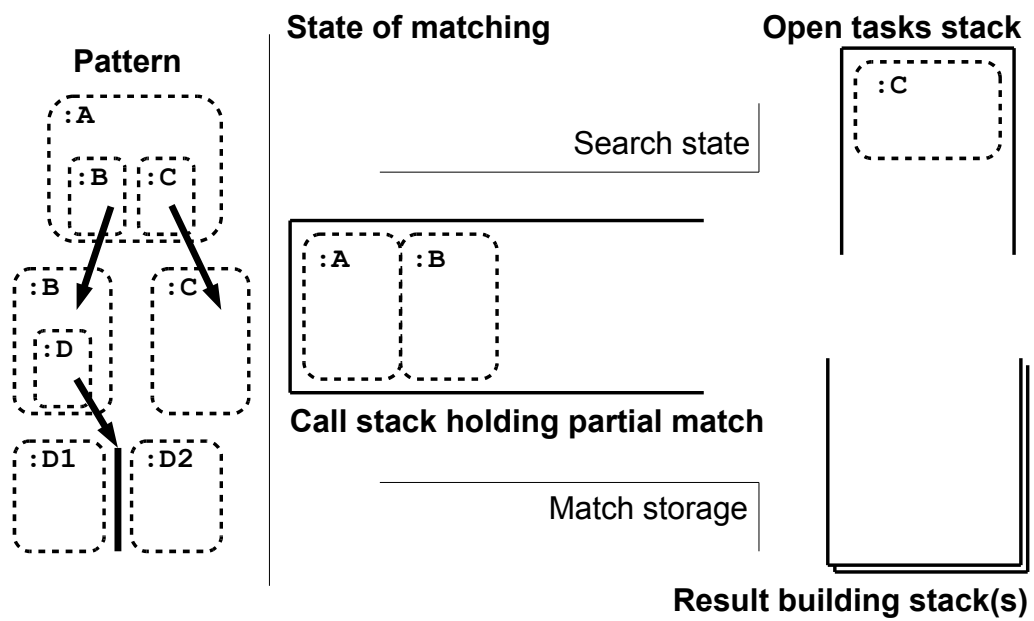 State of matching
Open tasks stack
Pattern
:A
:B :C
:B
:C
:D
:D1
:D2
:C
Search state
:A :B
Call stack holding partial match
Match storage
Result building stack(s)